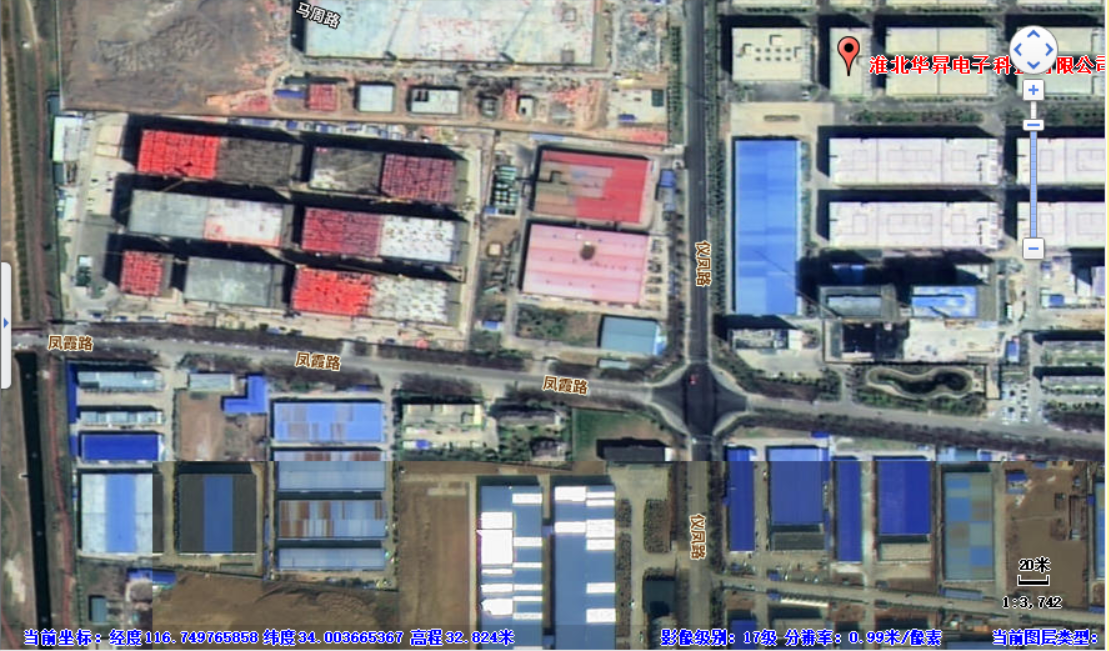 马周路
淮北华昇电子科技有限公司
仪凤路
凤霞路
凤霞路
凤霞路
仪凤路
20米
1:3,742
当前坐标：经度116.749765858 纬度34.003665367 高程32.824米
影像级别：17级 分辨率：0.99米/像素
当前图层类型: